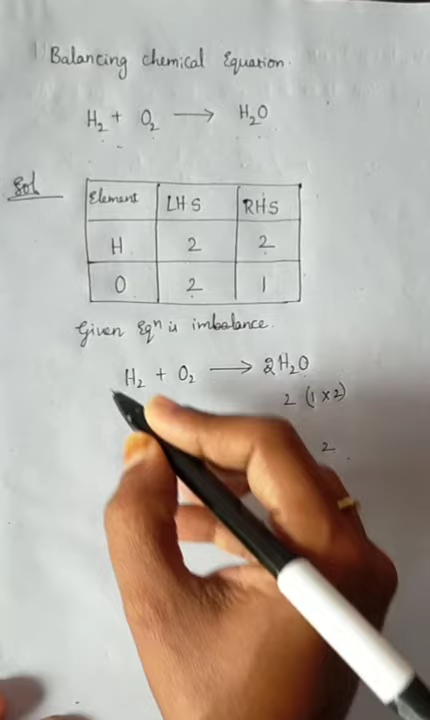 Balancing chemical Equation.
H₂ + O₂ → H₂O
Sol
Element LHS RHS
H 2 2
O 2 1
Given Eqⁿ is imbalance.
H₂ + O₂ → 2H₂O
2 (1×2)
2